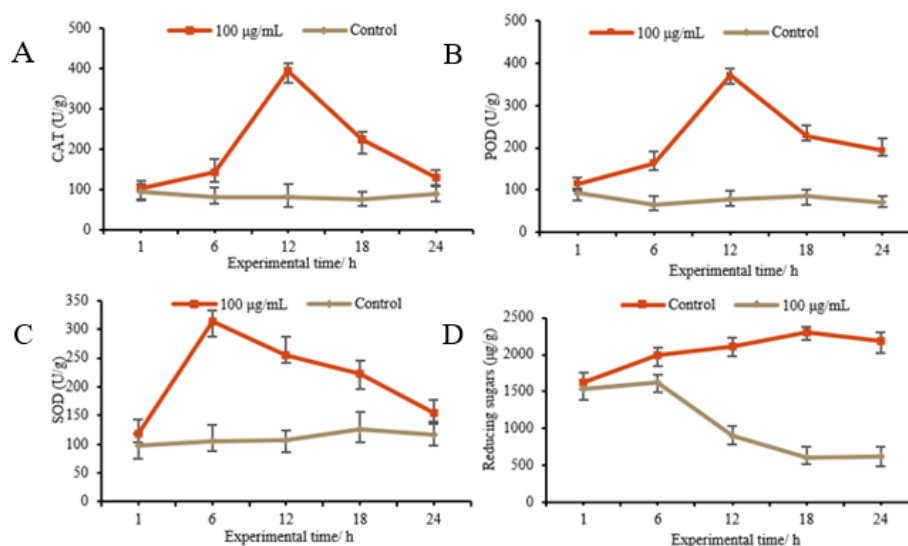 A
100 µg/mL
Control
500
400
300
200
100
0
CAT (U/g)
1 6 12 18 24
Experimental time/ h
B
100 µg/mL
Control
500
400
300
200
100
0
POD (U/g)
1 6 12 18 24
Experimental time/ h
C
100 µg/mL
Control
350
300
250
200
150
100
50
0
SOD (U/g)
1 6 12 18 24
Experimental time/ h
D
Control
100 µg/mL
2500
2000
1500
1000
500
0
Reducing sugars (µg/g)
1 6 12 18 24
Experimental time/ h